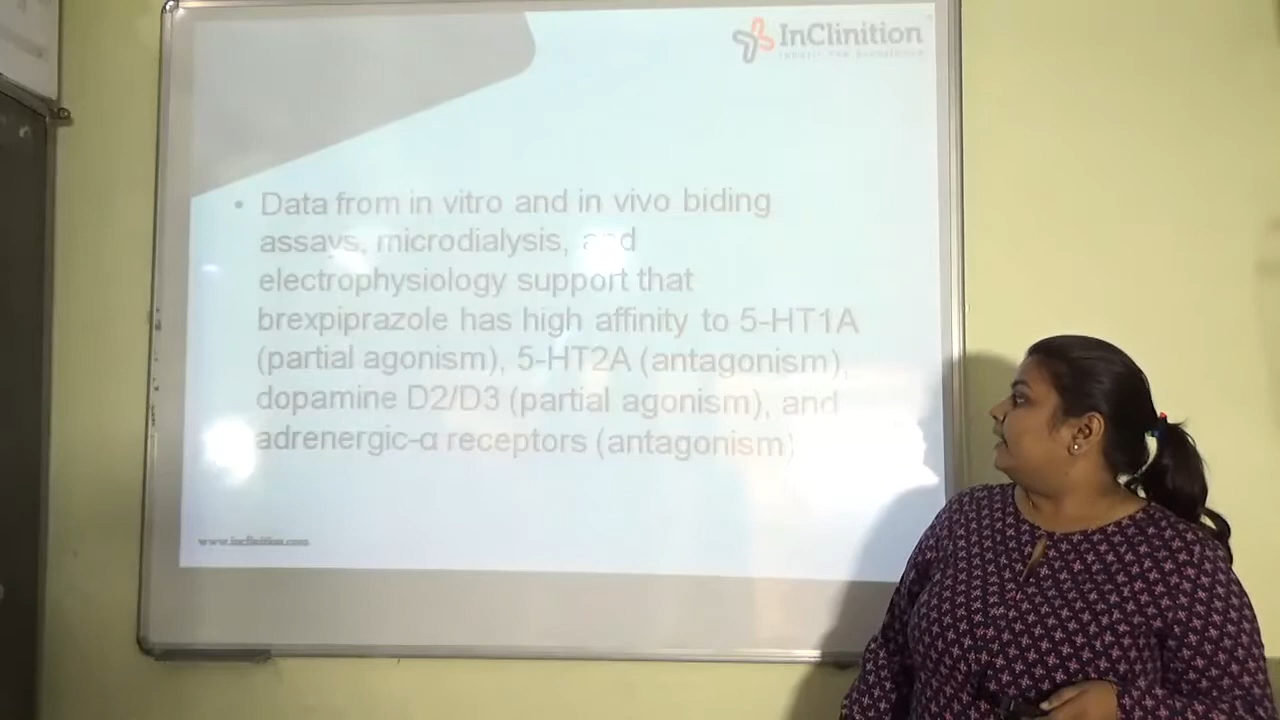 InClinition
• Data from in vitro and in vivo biding
assays, microdialysis, and
electrophysiology support that
brexpiprazole has high affinity to 5-HT1A
(partial agonism), 5-HT2A (antagonism),
dopamine D2/D3 (partial agonism), and
adrenergic-α receptors (antagonism)
www.inclinition.com